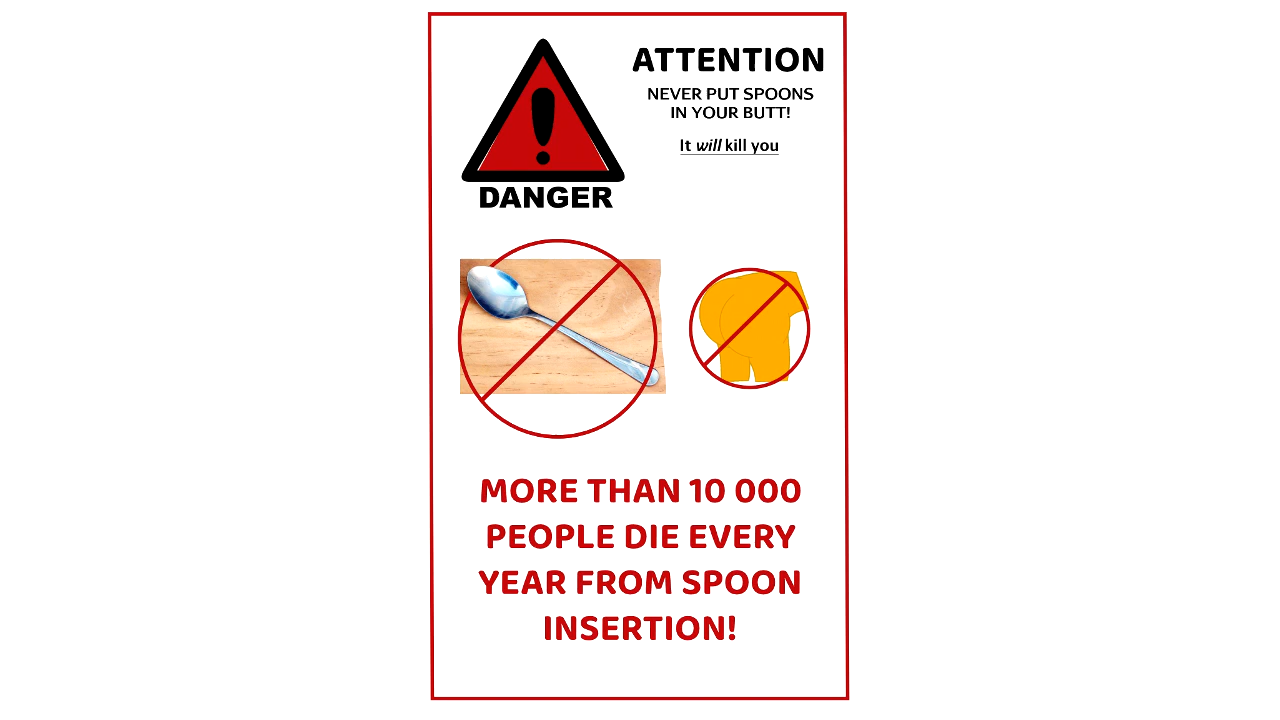 ATTENTION
NEVER PUT SPOONS
IN YOUR BUTT!
It will kill you
DANGER
MORE THAN 10 000
PEOPLE DIE EVERY
YEAR FROM SPOON
INSERTION!